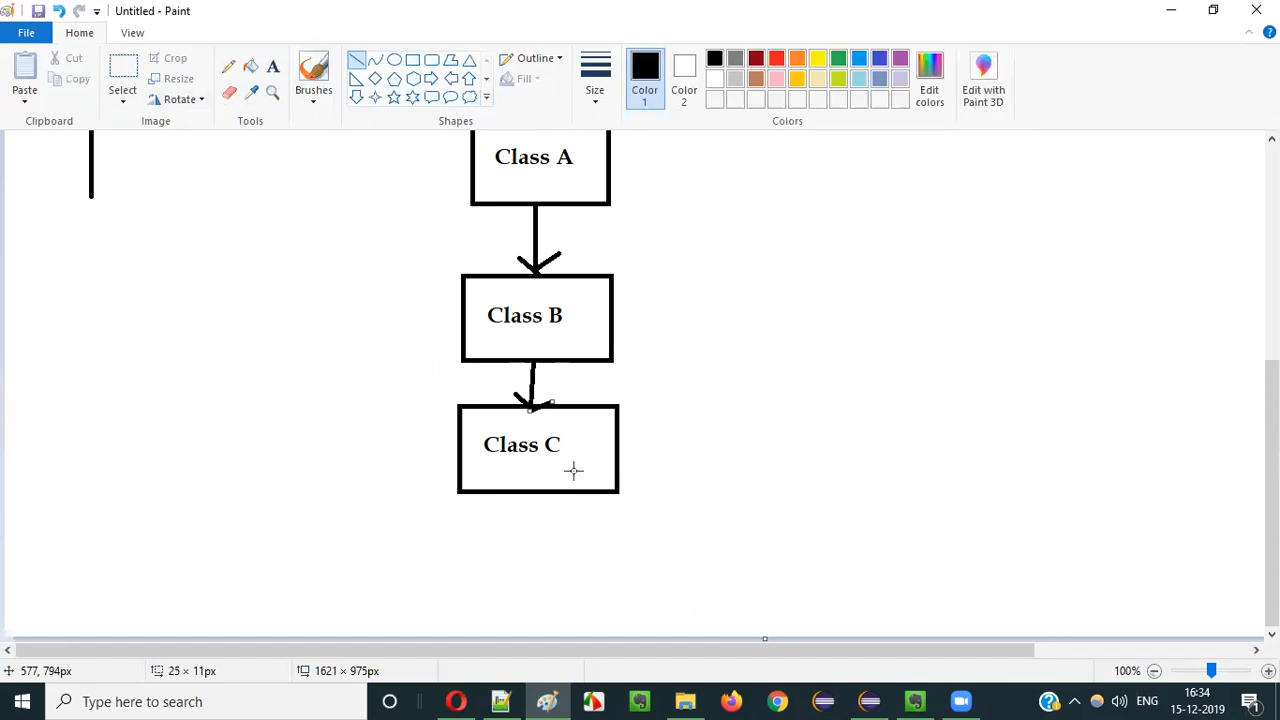 Untitled - Paint
File
Home
View
Paste
Cut
Copy
Clipboard
Select
Crop
Resize
Rotate
Image
Tools
Brushes
Shapes
Outline
Fill
Size
Color
1
Color
2
Edit
colors
Colors
Edit with
Paint 3D
Class A
Class B
Class C
577, 794px
25 × 11px
1621 × 975px
100%
Type here to search
ENG
16:34
15-12-2019
1